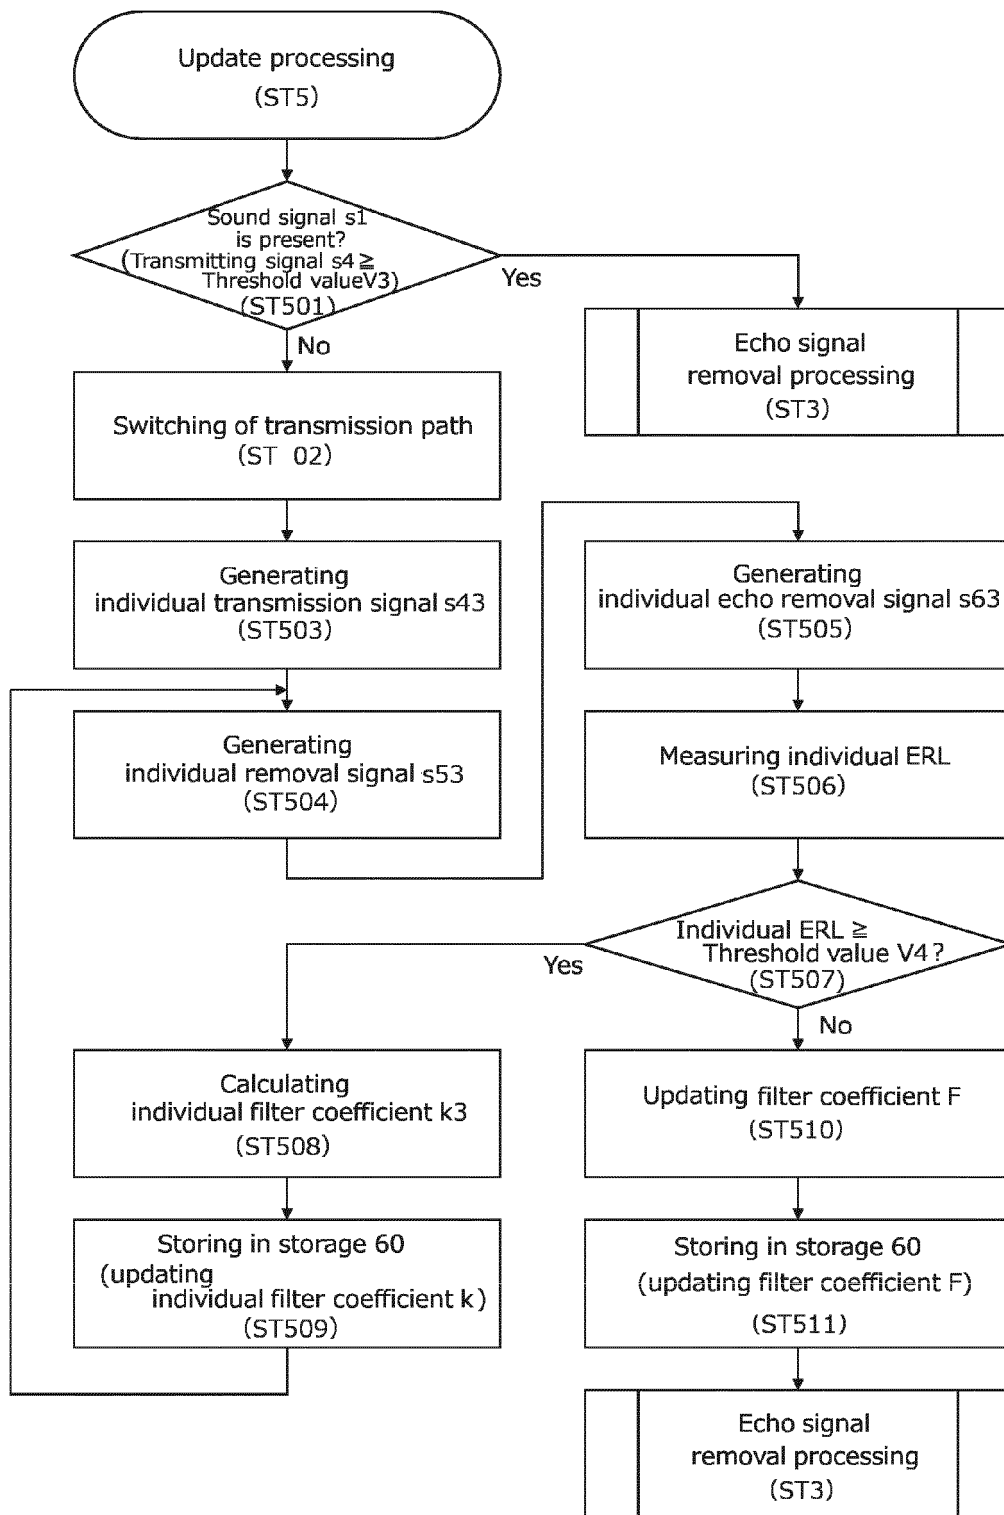 Update processing
(ST5)
Sound signal s1
is present?
(Transmitting signal s4≧
Threshold valueV3)
(ST501)
Yes
No
Echo signal
removal processing
(ST3)
Switching of transmission path
(ST 02)
Generating
individual transmission signal s43
(ST503)
Generating
individual removal signal s53
(ST504)
Generating
individual echo removal signal s63
(ST505)
Measuring individual ERL
(ST506)
Individual ERL ≧
Threshold value V4?
(ST507)
Yes
No
Calculating
individual filter coefficient k3
(ST508)
Storing in storage 60
(updating
individual filter coefficient k)
(ST509)
Updating filter coefficient F
(ST510)
Storing in storage 60
(updating filter coefficient F)
(ST511)
Echo signal
removal processing
(ST3)